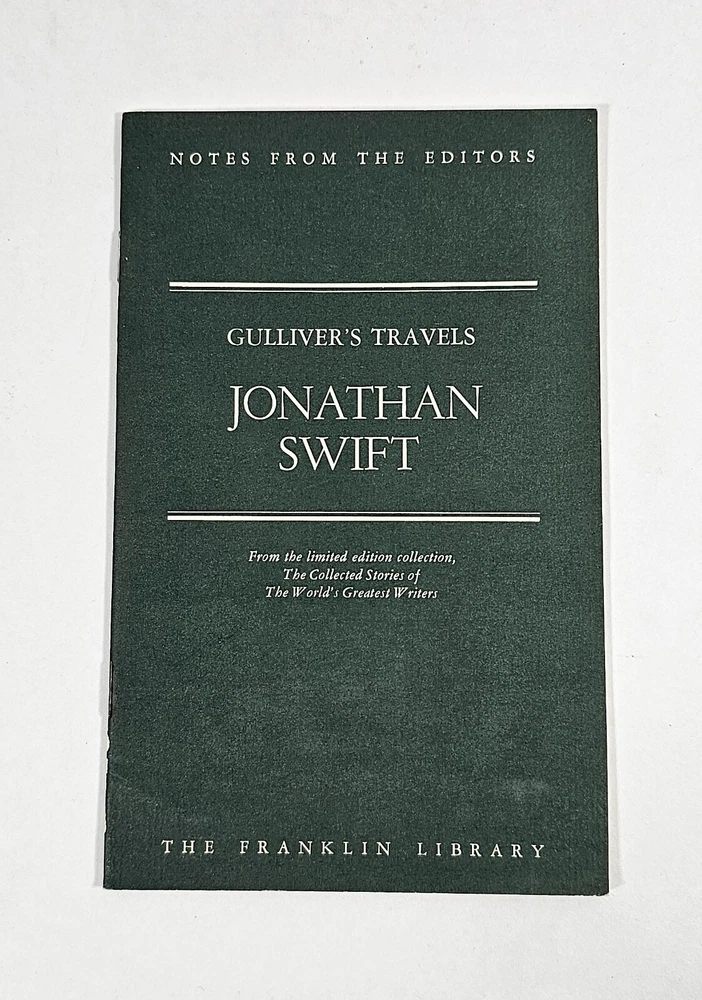 NOTES FROM THE EDITORS
GULLIVER'S TRAVELS
JONATHAN
SWIFT
From the limited edition collection,
The Collected Stories of
The World's Greatest Writers
THE FRANKLIN LIBRARY